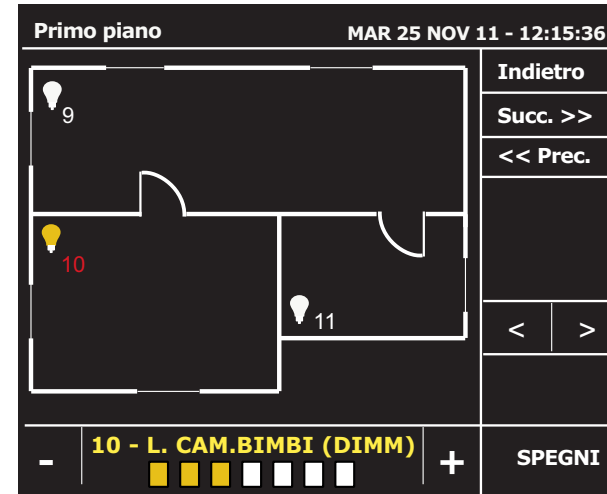 Primo piano
MAR 25 NOV 11 - 12:15:36
Indietro
Succ. >>
<< Prec.
9
10
11
< >
- 10 - L. CAM.BIMBI (DIMM) +
SPEGNI